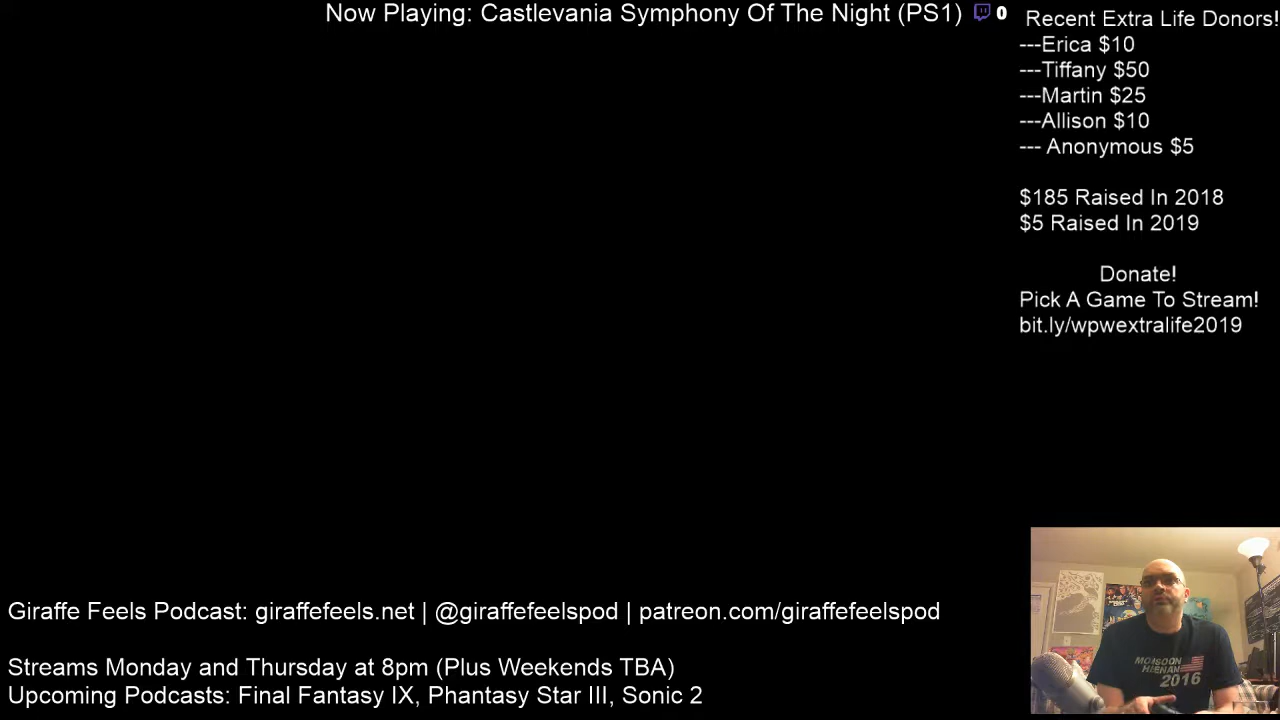 Now Playing: Castlevania Symphony Of The Night (PS1) 0
Recent Extra Life Donors!
---Erica $10
---Tiffany $50
---Martin $25
---Allison $10
--- Anonymous $5
$185 Raised In 2018
$5 Raised In 2019
Donate!
Pick A Game To Stream!
bit.ly/wpwextralife2019
Giraffe Feels Podcast: giraffefeels.net | @giraffefeelspod | patreon.com/giraffefeelspod
Streams Monday and Thursday at 8pm (Plus Weekends TBA)
Upcoming Podcasts: Final Fantasy IX, Phantasy Star III, Sonic 2
MONSOON
HEENAN
2016